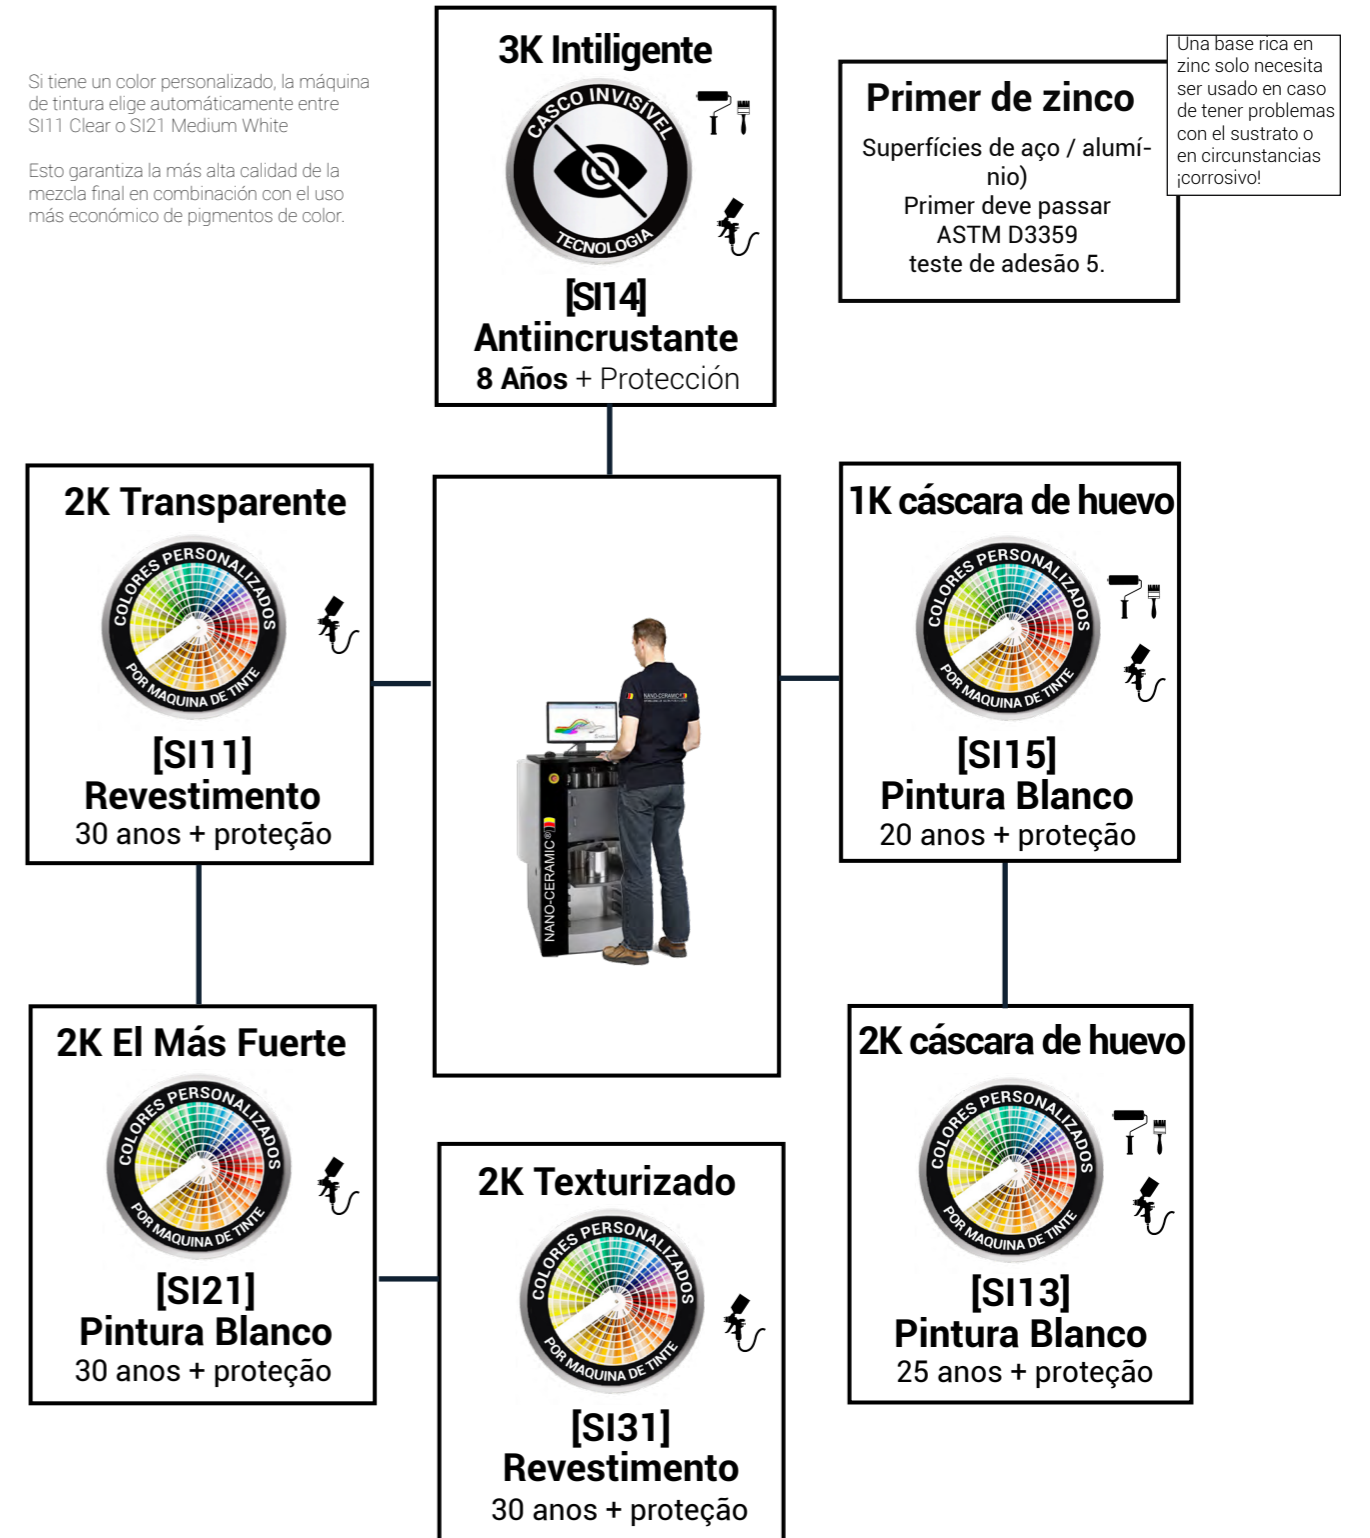 3K Intiligente
CASCO INVISÍVEL
TECNOLOGIA
[SI14]
Antiincrustante
8 Años + Protección
Si tiene un color personalizado, la máquina
de tintura elige automáticamente entre
SI11 Clear o SI21 Medium White
Esto garantiza la más alta calidad de la
mezcla final en combinación con el uso
más económico de pigmentos de color.
Primer de zinco
Superfícies de aço / alumí-
nio)
Primer deve passar
ASTM D3359
teste de adesão 5.
Una base rica en
zinc solo necesita
ser usado en caso
de tener problemas
con el sustrato o
en circunstancias
¡corrosivo!
2K Transparente
COLORES PERSONALIZADOS
POR MAQUINA DE TINTE
[SI11]
Revestimento
30 anos + proteção
NANO-CERAMIC®
NANO-CERAMIC®
1K cáscara de huevo
COLORES PERSONALIZADOS
POR MAQUINA DE TINTE
[SI15]
Pintura Blanco
20 anos + proteção
2K El Más Fuerte
COLORES PERSONALIZADOS
POR MAQUINA DE TINTE
[SI21]
Pintura Blanco
30 anos + proteção
2K Texturizado
COLORES PERSONALIZADOS
POR MAQUINA DE TINTE
[SI31]
Revestimento
30 anos + proteção
2K cáscara de huevo
COLORES PERSONALIZADOS
POR MAQUINA DE TINTE
[SI13]
Pintura Blanco
25 anos + proteção